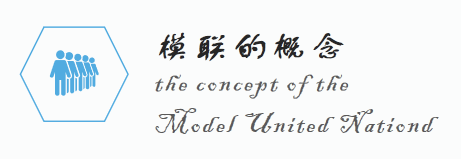 模联的概念
the concept of the
Model United Nationd